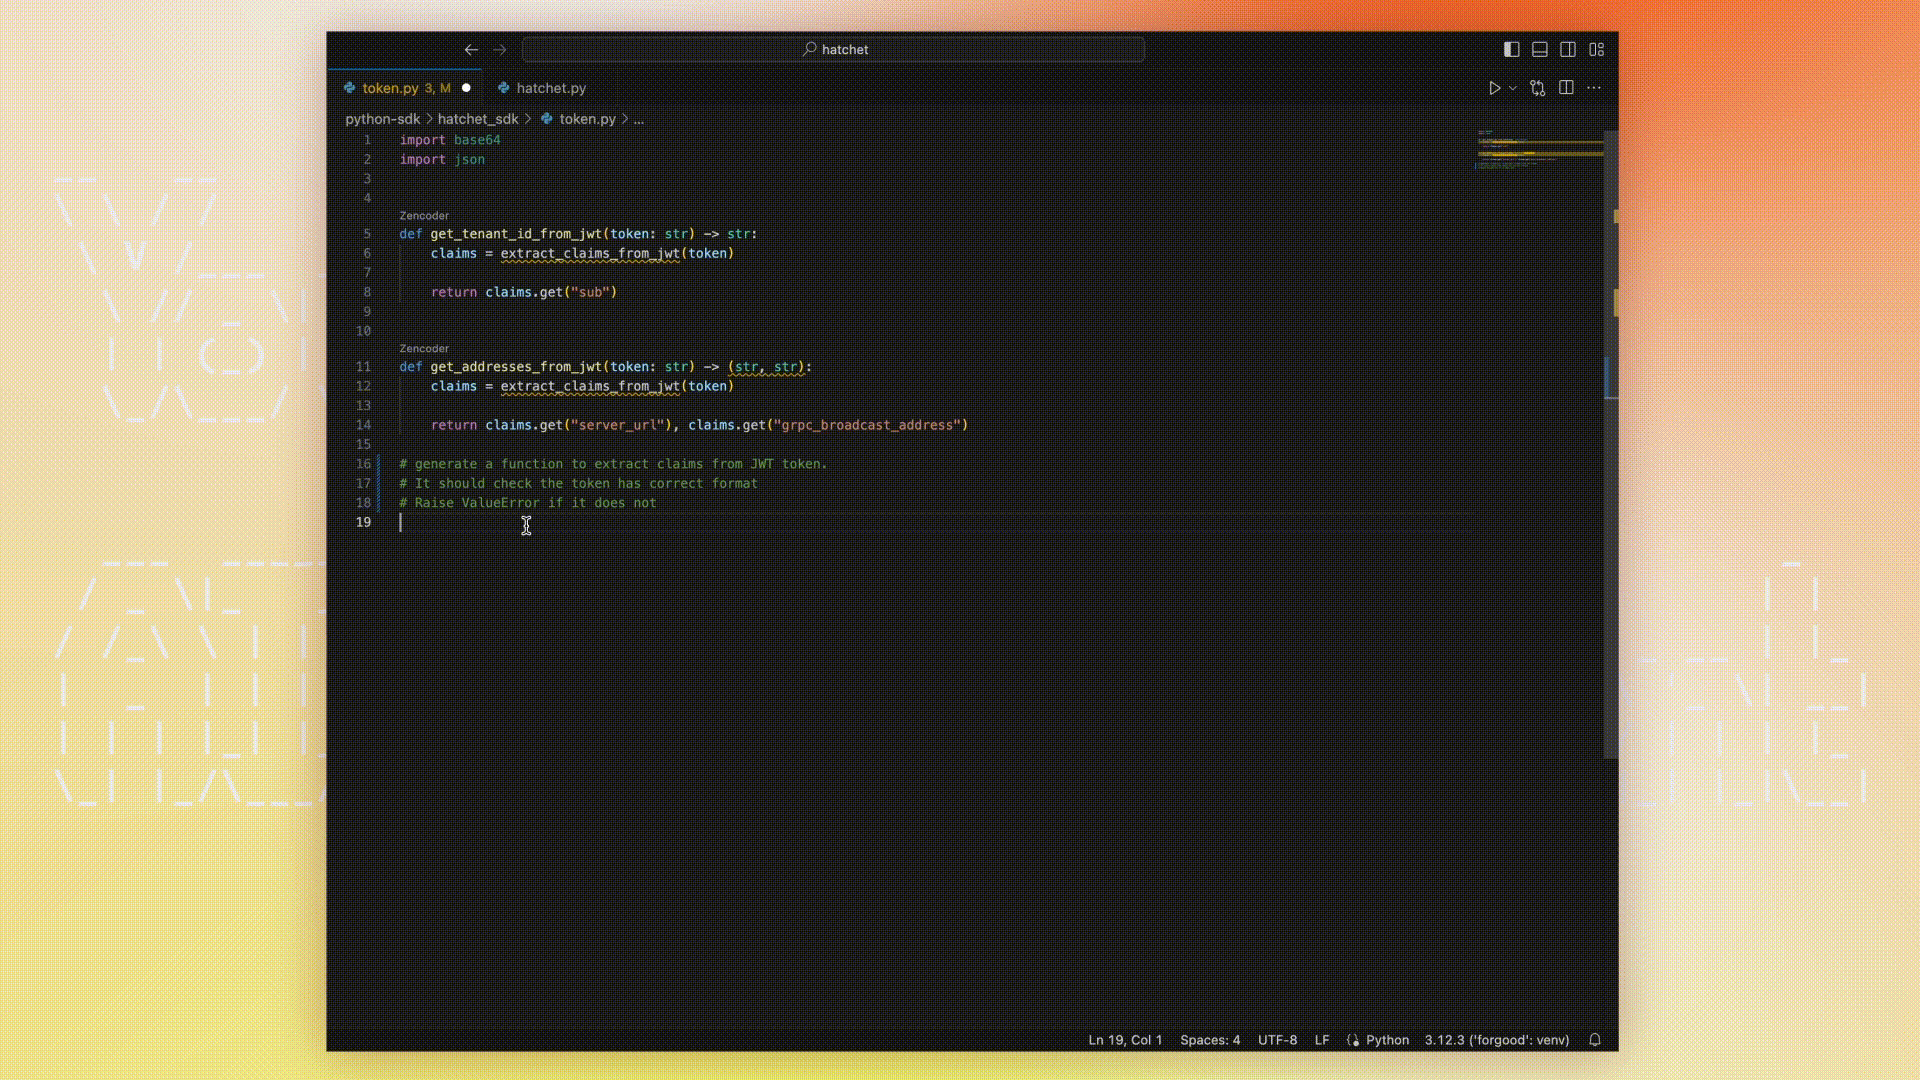 hatchet
token.py 3, M
hatchet.py
python-sdk > hatchet_sdk > token.py > ...
1 import base64
2 import json
3
4
Zencoder
5 def get_tenant_id_from_jwt(token: str) -> str:
6 claims = extract_claims_from_jwt(token)
7
8 return claims.get("sub")
9
10
Zencoder
11 def get_addresses_from_jwt(token: str) -> (str, str):
12 claims = extract_claims_from_jwt(token)
13
14 return claims.get("server_url"), claims.get("grpc_broadcast_address")
15
16 # generate a function to extract claims from JWT token.
17 # It should check the token has correct format
18 # Raise ValueError if it does not
19
Ln 19, Col 1 Spaces: 4 UTF-8 LF Python 3.12.3 ('forgood': venv)